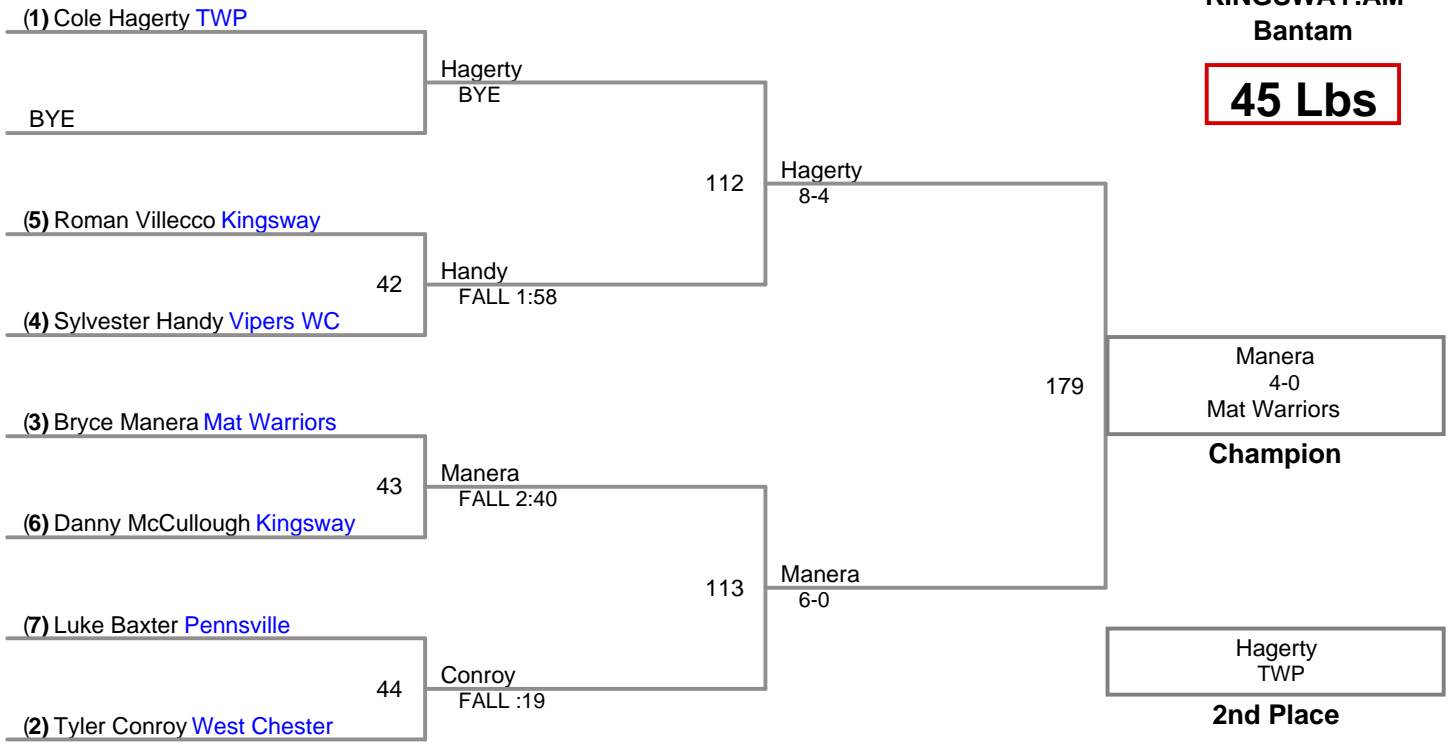 KINGSWAY.AM
Bantam
45 Lbs
(1) Cole Hagerty TWP
Hagerty
BYE
BYE
112
Hagerty
8-4
(5) Roman Villecco Kingsway
42
Handy
FALL 1:58
(4) Sylvester Handy Vipers WC
179
Manera
4-0
Mat Warriors
Champion
(3) Bryce Manera Mat Warriors
43
Manera
FALL 2:40
(6) Danny McCullough Kingsway
113
Manera
6-0
(7) Luke Baxter Pennsville
44
Conroy
FALL :19
(2) Tyler Conroy West Chester
Hagerty
TWP
2nd Place